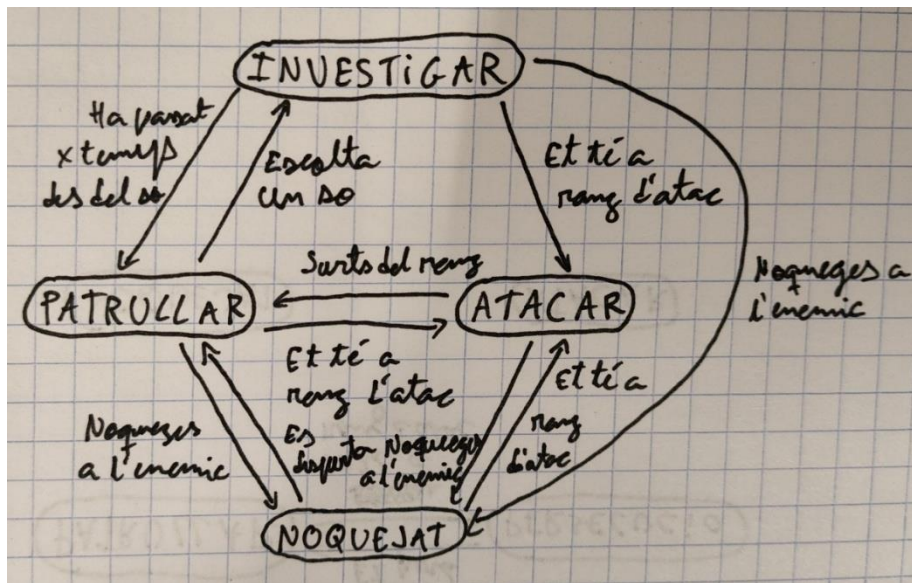 INVESTIGAR
Ha passat
x temps
des del so
Escolta
un so
Et té a
rang d'atac
Noqueges a
l'enemic
Surts del rang
PATRULLAR
ATACAR
Et té a
rang d'atac
Et té a
rang
d'atac
Noqueges
a l'enemic
Es
disperta
Noqueges
a l'enemic
NOQUEJAT